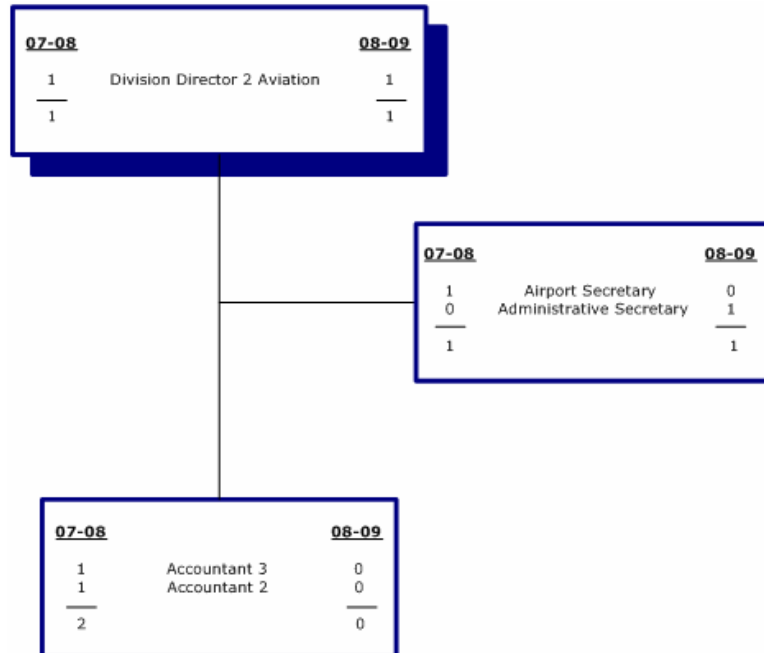 07-08 08-09
1 Division Director 2 Aviation 1
1 1
07-08 08-09
1 Airport Secretary 0
0 Administrative Secretary 1
1 1
07-08 08-09
1 Accountant 3 0
1 Accountant 2 0
2 0